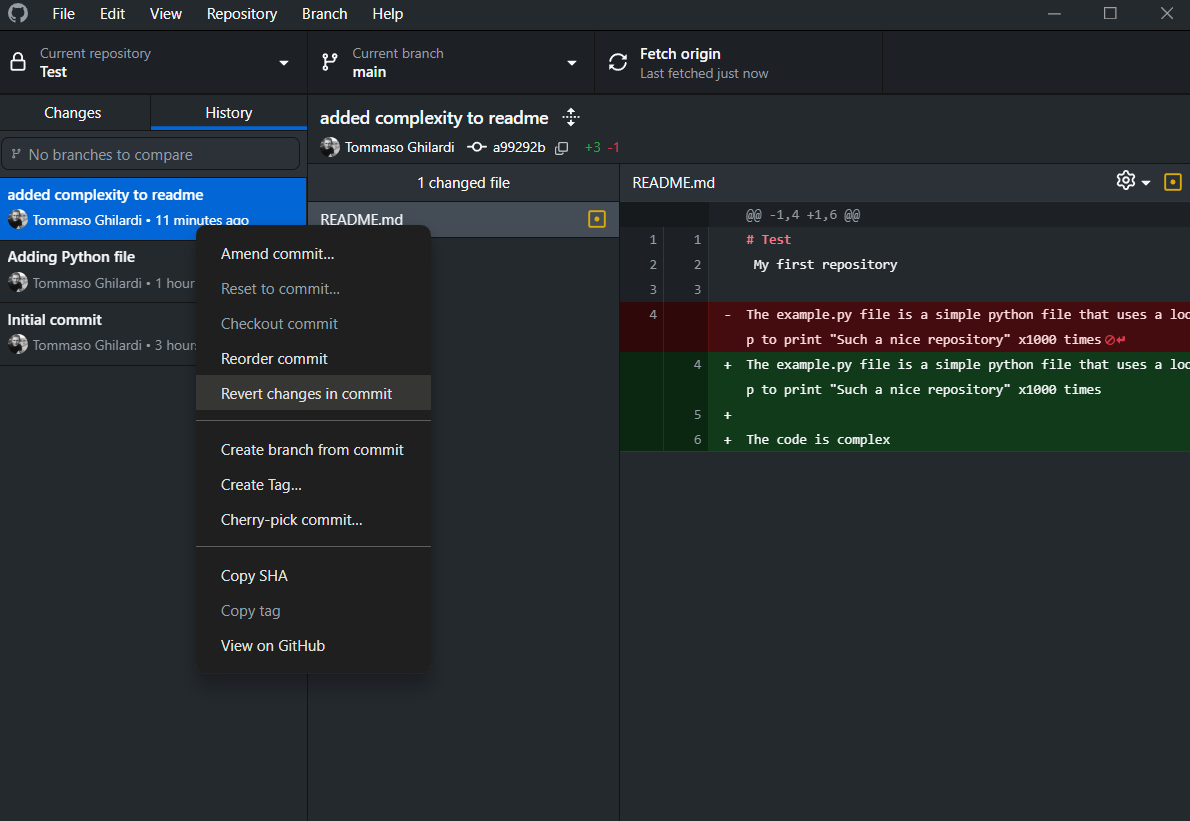 File Edit View Repository Branch Help
Current repository
Test
Current branch
main
Fetch origin
Last fetched just now
Changes History
No branches to compare
added complexity to readme
Tommaso Ghilardi • 11 minutes ago
Adding Python file
Tommaso Ghilardi • 1 hour
Initial commit
Tommaso Ghilardi • 3 hours
Amend commit...
Reset to commit...
Checkout commit
Reorder commit
Revert changes in commit
Create branch from commit
Create Tag...
Cherry-pick commit...
Copy SHA
Copy tag
View on GitHub
added complexity to readme
Tommaso Ghilardi a99292b +3 -1
1 changed file
README.md
README.md
@@ -1,4 +1,6 @@
1 1 # Test
2 2 My first repository
3 3
4 - The example.py file is a simple python file that uses a loo
p to print "Such a nice repository" x1000 times
4 + The example.py file is a simple python file that uses a loo
p to print "Such a nice repository" x1000 times
5 +
6 + The code is complex